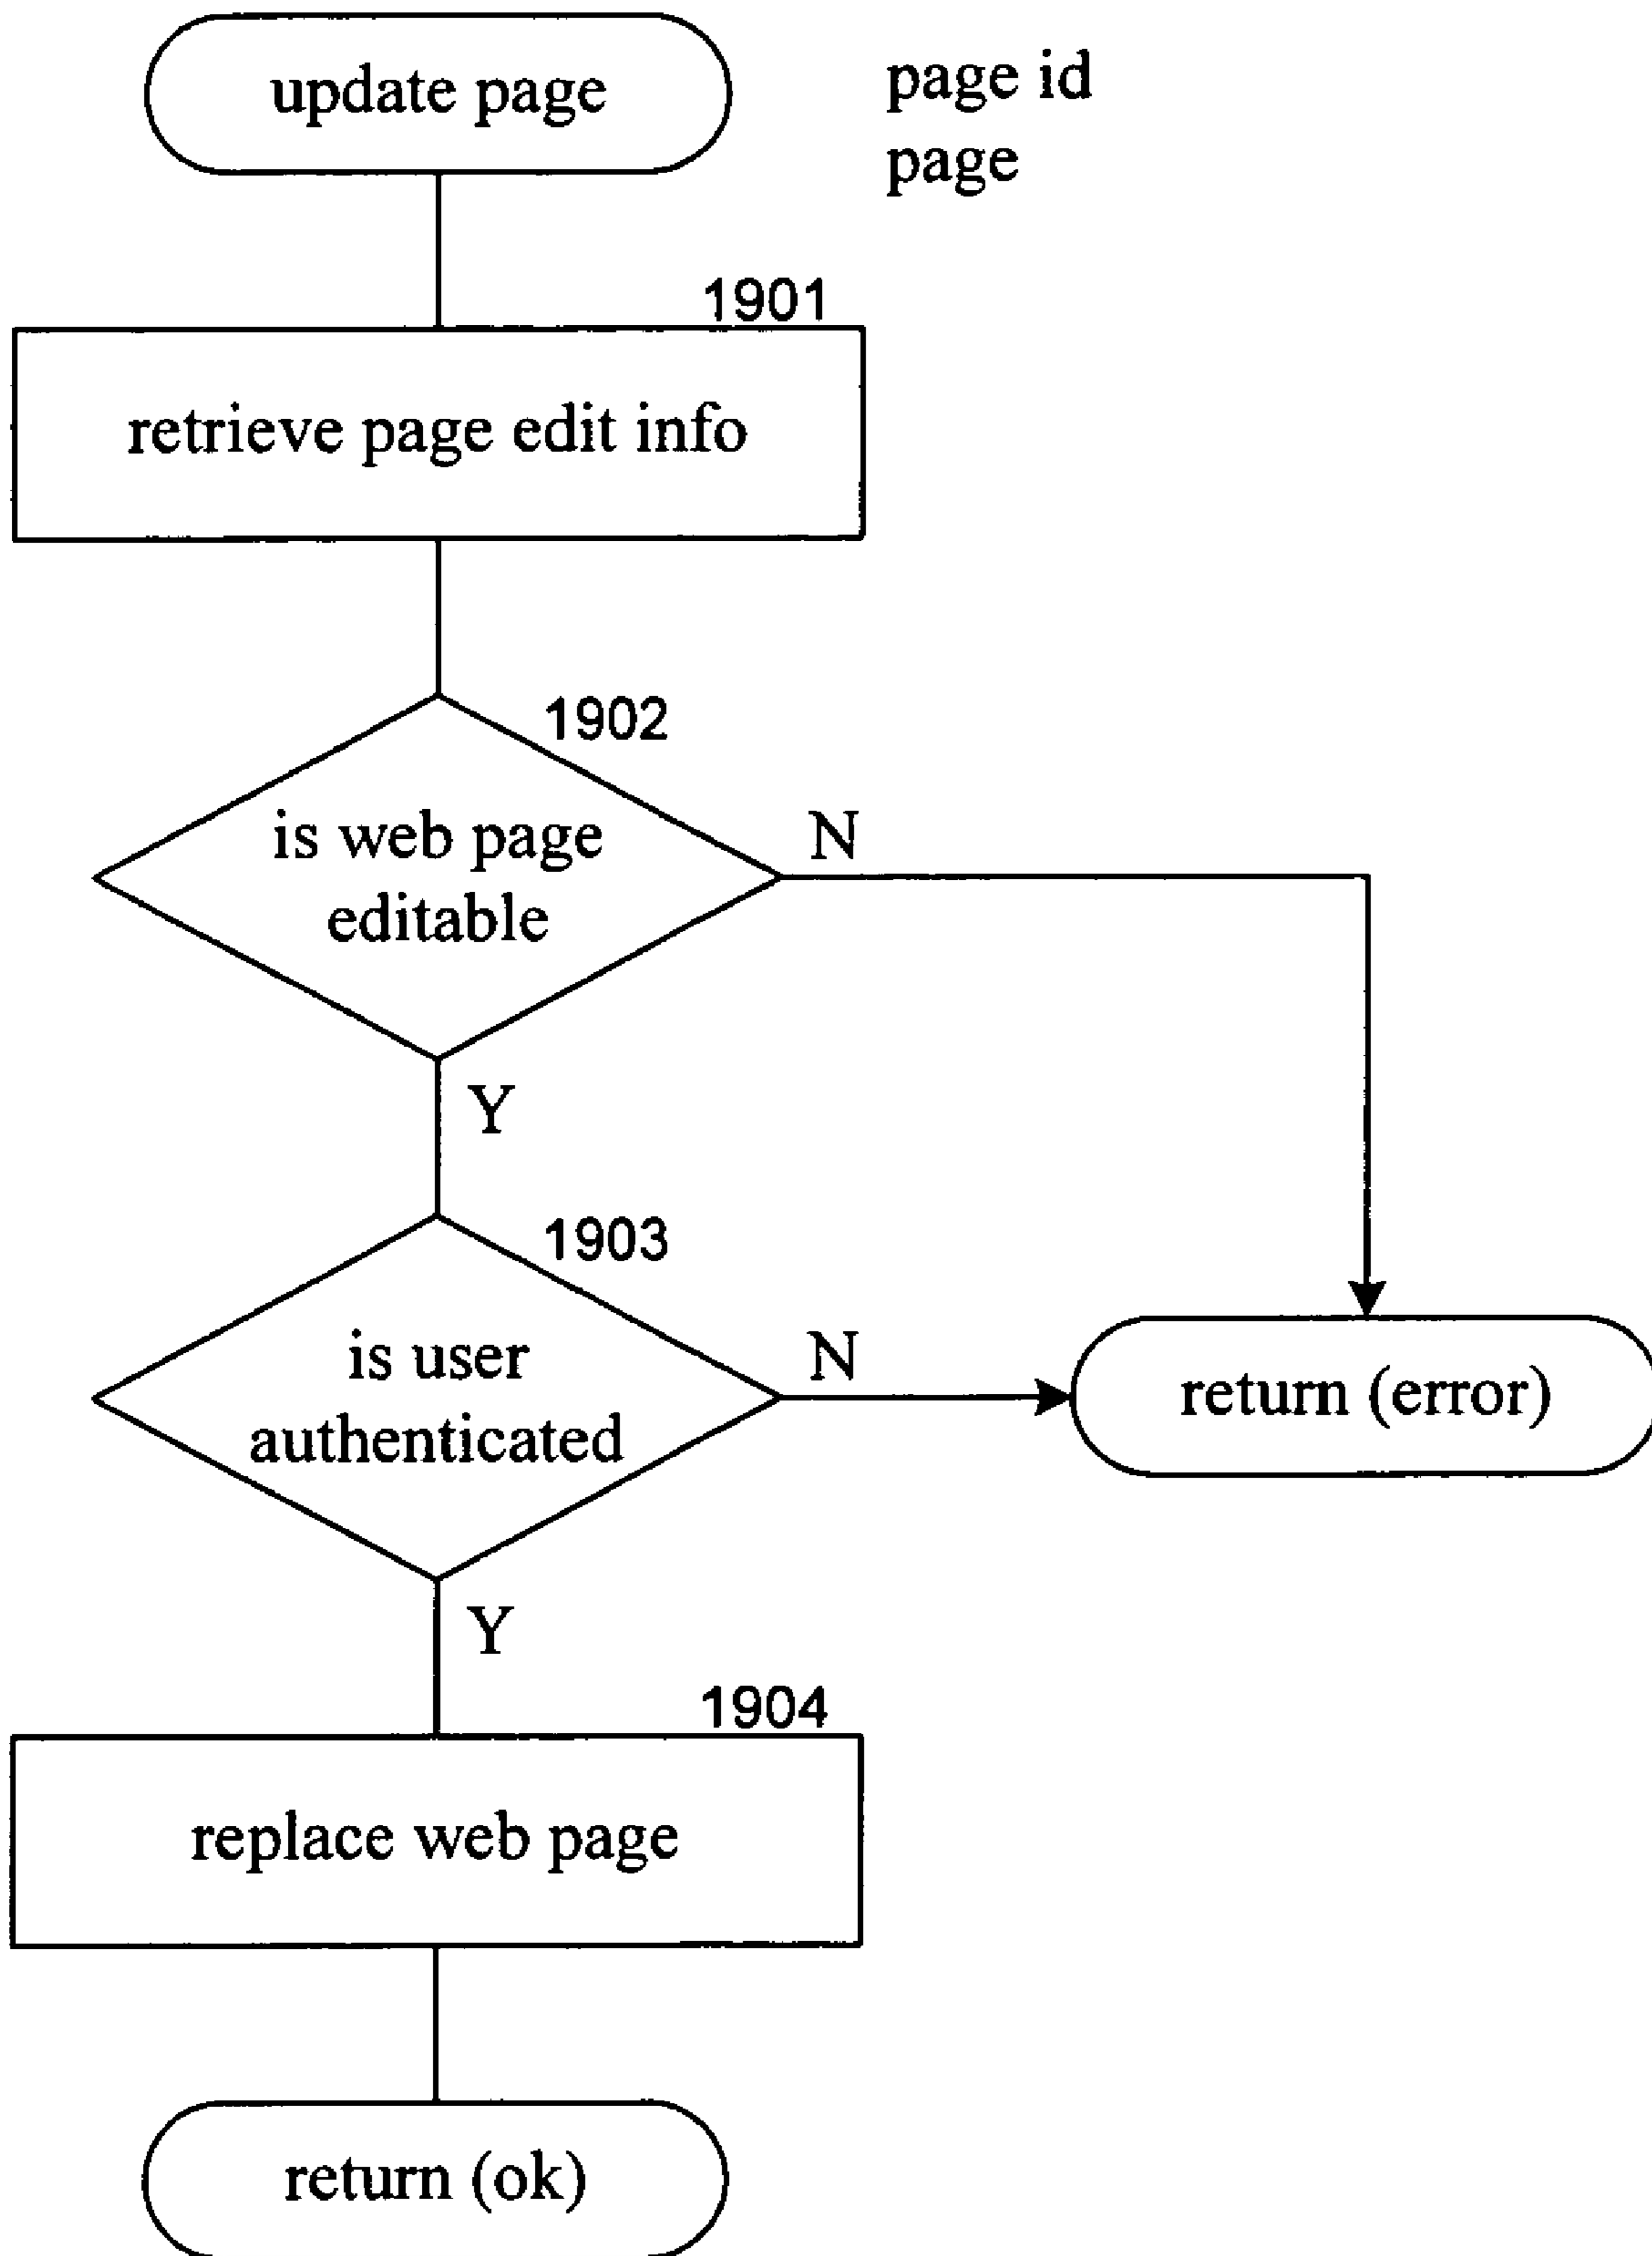 update page
page id
page
1901
retrieve page edit info
1902
is web page
editable
N
Y
1903
is user
authenticated
N
return (error)
Y
1904
replace web page
return (ok)